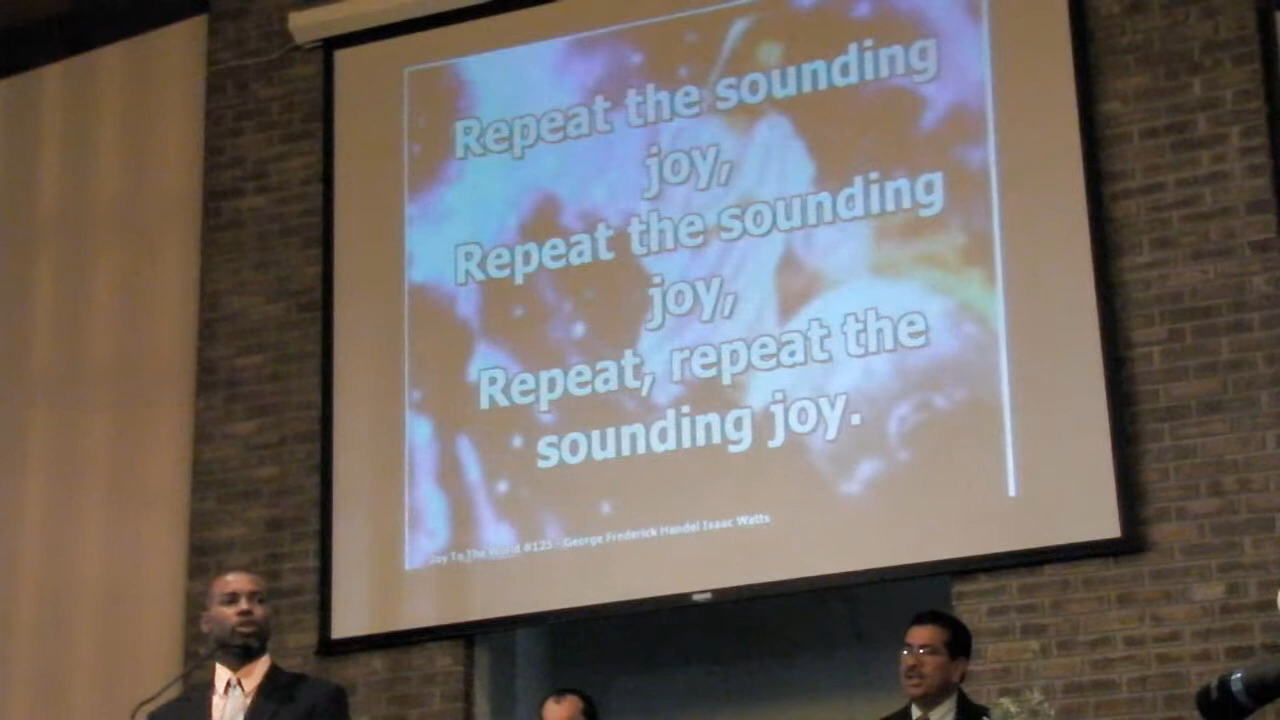 Repeat the sounding
joy,
Repeat the sounding
joy,
Repeat, repeat the
sounding joy.
Joy To The World #125 - George Frederick Handel Isaac Watts